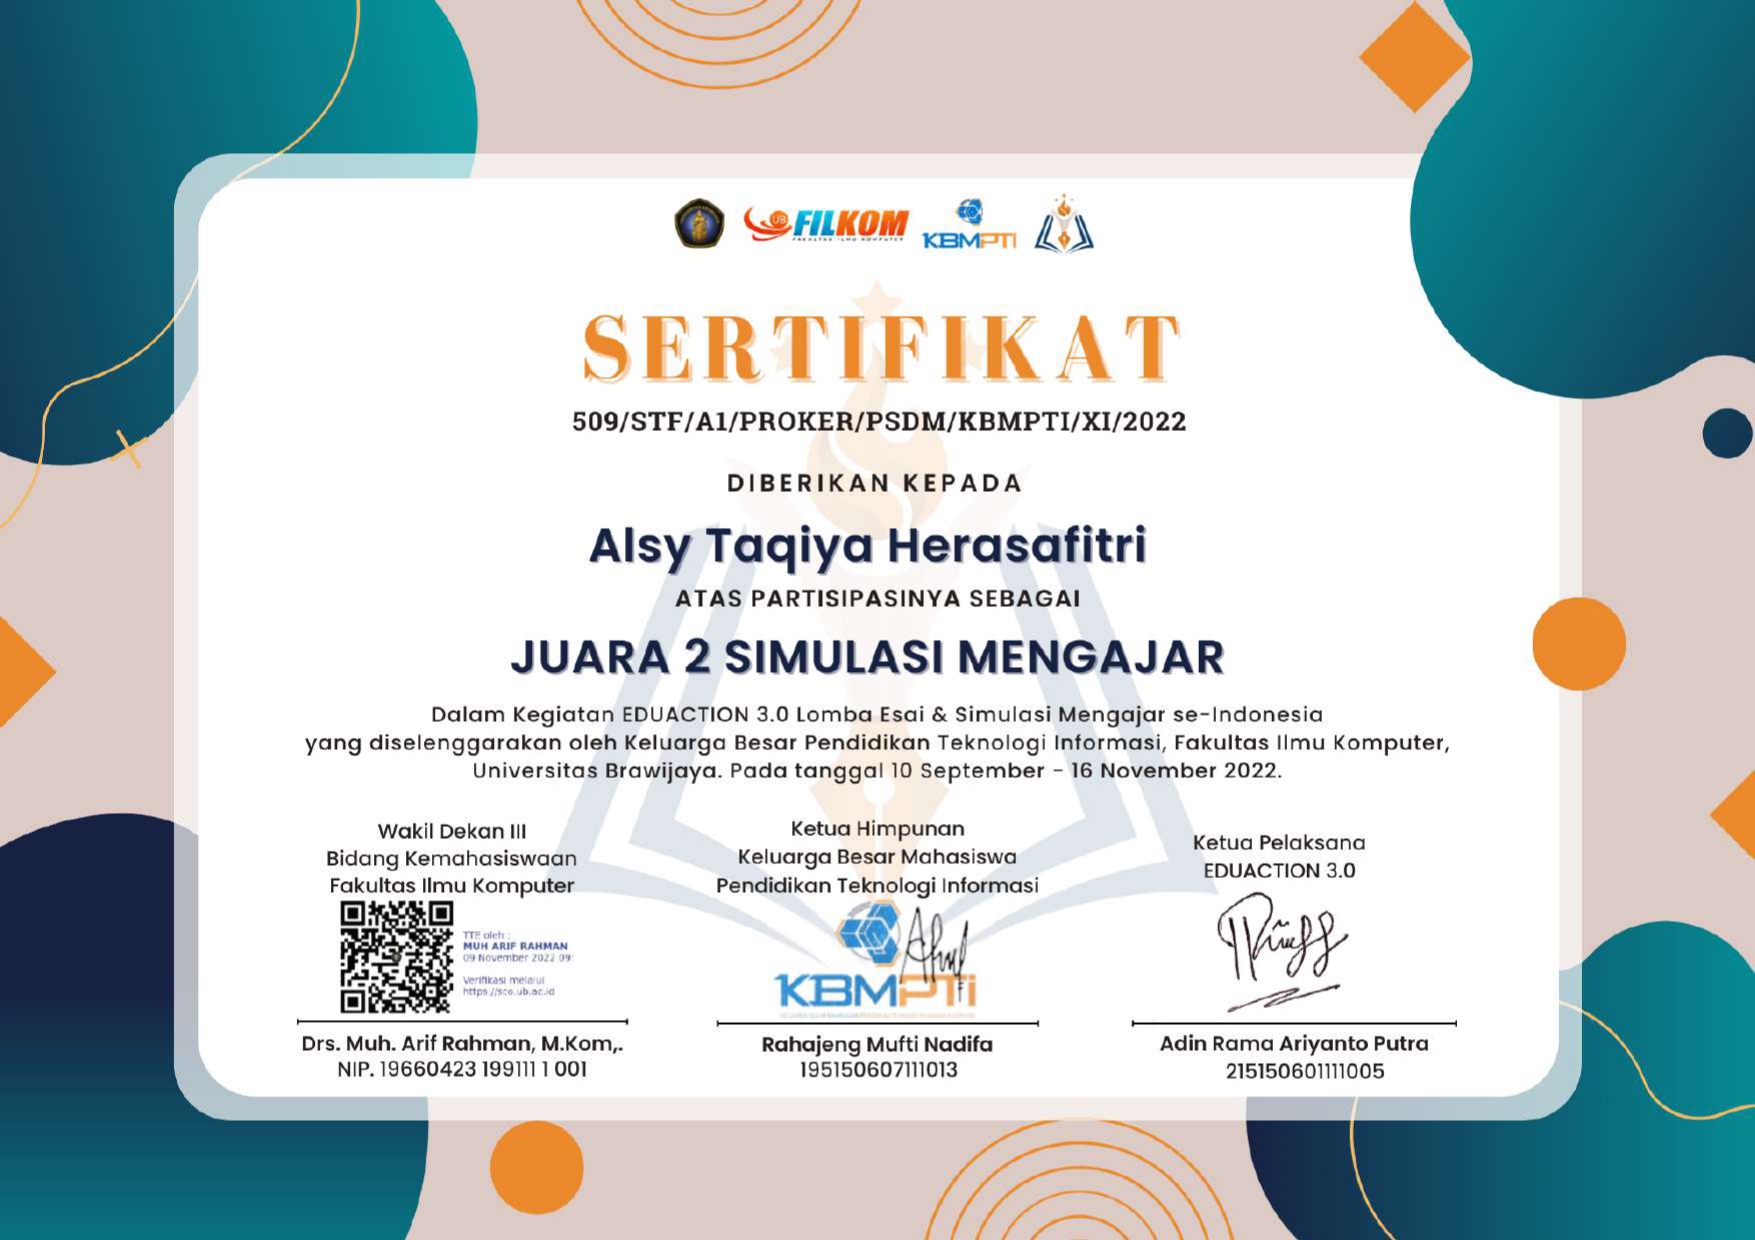 UB FILKOM
FAKULTAS ILMU KOMPUTER
KBMPTI
SERTIFIKAT
509/STF/A1/PROKER/PSDM/KBMPTI/XI/2022
DIBERIKAN KEPADA
Alsy Taqiya Herasafitri
ATAS PARTISIPASINYA SEBAGAI
JUARA 2 SIMULASI MENGAJAR
Dalam Kegiatan EDUACTION 3.0 Lomba Esai & Simulasi Mengajar se-Indonesia
yang diselenggarakan oleh Keluarga Besar Pendidikan Teknologi Informasi, Fakultas Ilmu Komputer,
Universitas Brawijaya. Pada tanggal 10 September - 16 November 2022.
Wakil Dekan III
Bidang Kemahasiswaan
Fakultas Ilmu Komputer
TTE oleh :
MUH ARIF RAHMAN
09 November 2022 09:
Verifikasi melalui
https://sco.ub.ac.id
Drs. Muh. Arif Rahman, M.Kom,.
NIP. 19660423 199111 1 001
Ketua Himpunan
Keluarga Besar Mahasiswa
Pendidikan Teknologi Informasi
KBMPTI
Rahajeng Mufti Nadifa
195150607111013
Ketua Pelaksana
EDUACTION 3.0
Adin Rama Ariyanto Putra
215150601111005